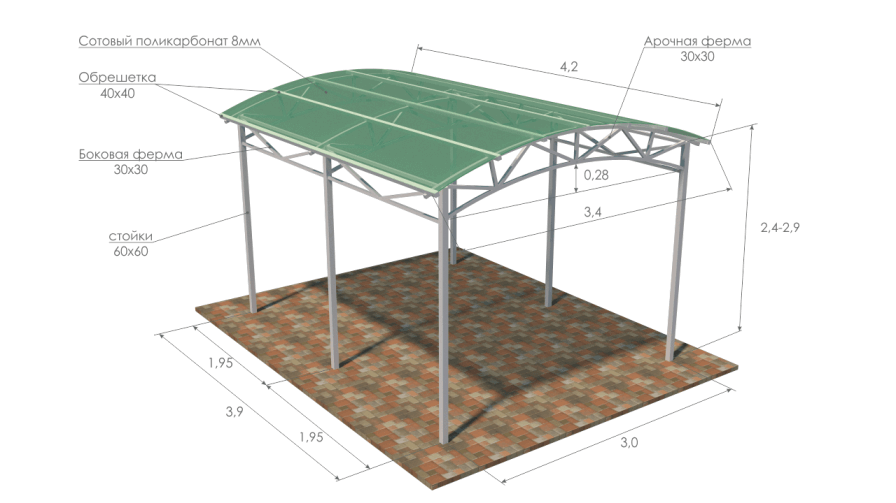 Сотовый поликарбонат 8мм
Обрешетка
40х40
Боковая ферма
30х30
стойки
60х60
4,2
Арочная ферма
30х30
0,28
3,4
2,4-2,9
1,95
3,9
1,95
3,0